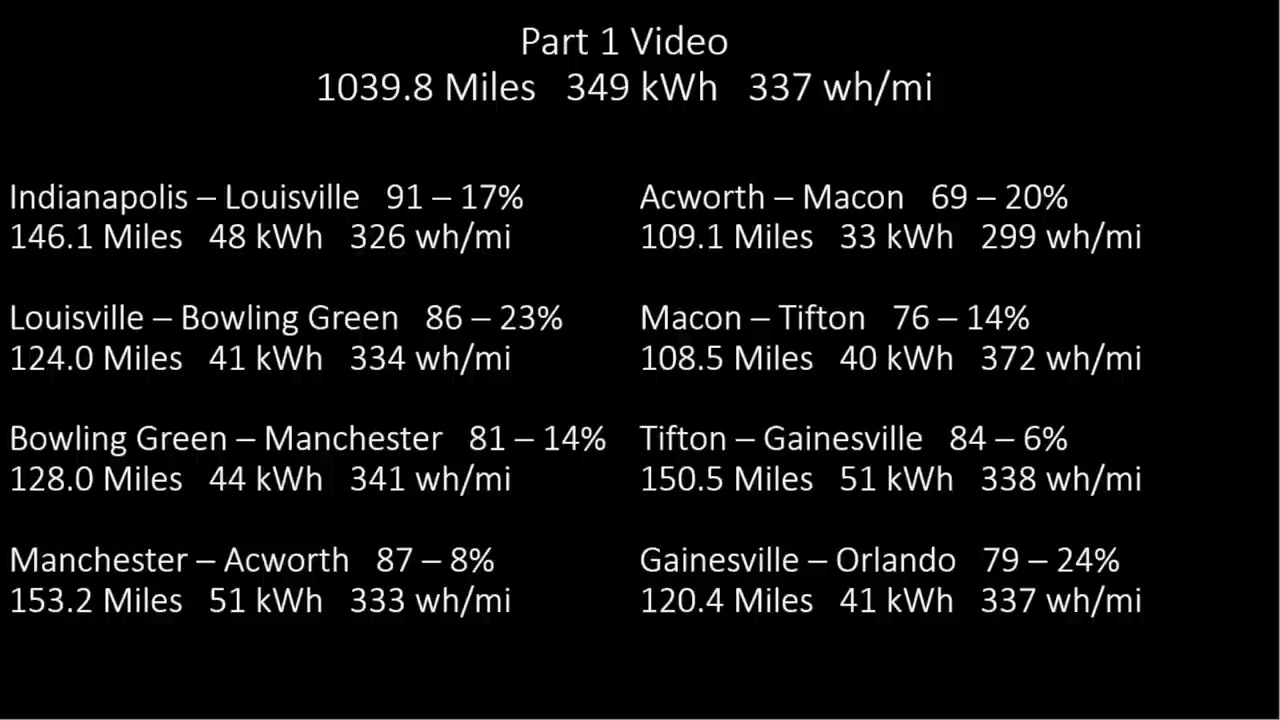 Part 1 Video
1039.8 Miles 349 kWh 337 wh/mi
Indianapolis – Louisville 91 – 17%
146.1 Miles 48 kWh 326 wh/mi
Louisville – Bowling Green 86 – 23%
124.0 Miles 41 kWh 334 wh/mi
Bowling Green – Manchester 81 – 14%
128.0 Miles 44 kWh 341 wh/mi
Manchester – Acworth 87 – 8%
153.2 Miles 51 kWh 333 wh/mi
Acworth – Macon 69 – 20%
109.1 Miles 33 kWh 299 wh/mi
Macon – Tifton 76 – 14%
108.5 Miles 40 kWh 372 wh/mi
Tifton – Gainesville 84 – 6%
150.5 Miles 51 kWh 338 wh/mi
Gainesville – Orlando 79 – 24%
120.4 Miles 41 kWh 337 wh/mi